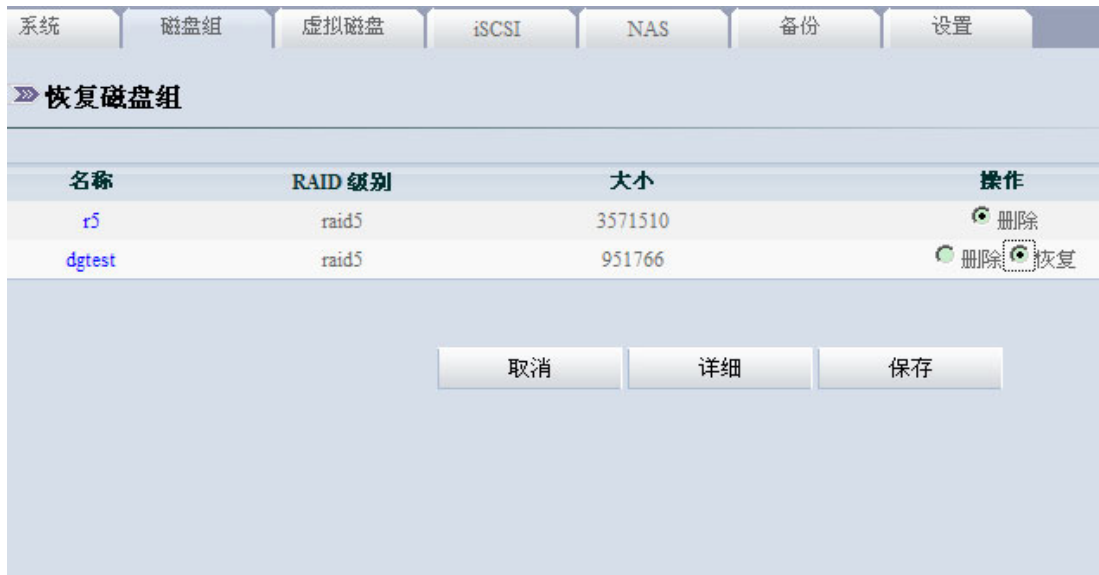 系统 磁盘组 虚拟磁盘 iSCSI NAS 备份 设置
恢复磁盘组
名称 RAID 级别 大小 操作
r5 raid5 3571510 删除
dgtest raid5 951766 删除 恢复
取消 详细 保存